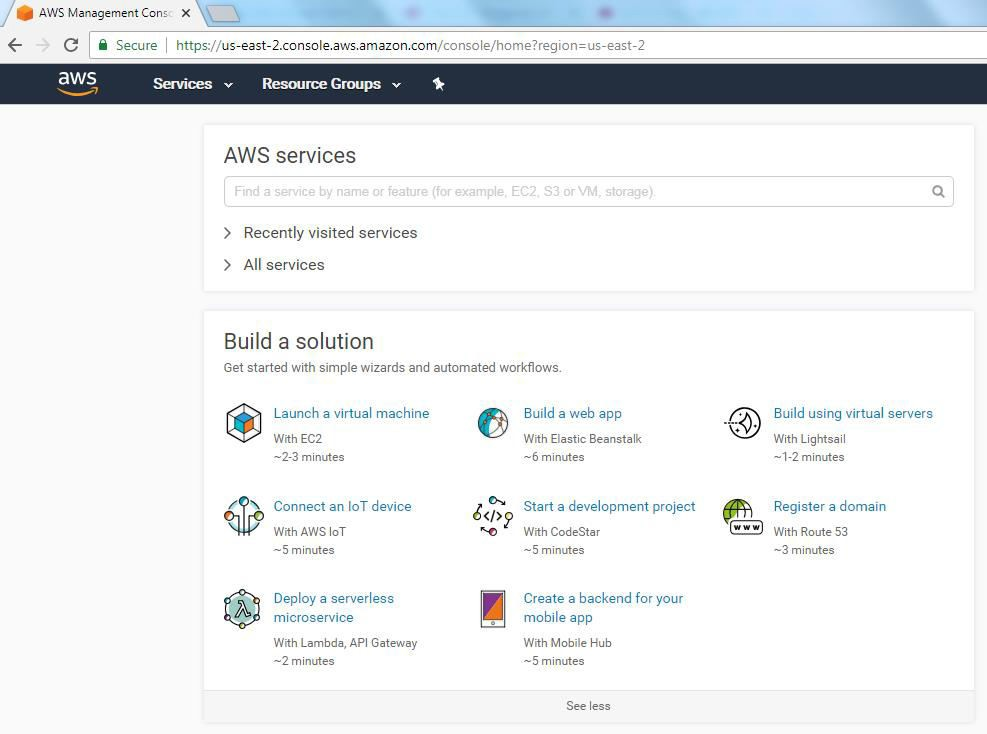 AWS Management Consc
Secure https://us-east-2.console.aws.amazon.com/console/home?region=us-east-2
aws Services Resource Groups
AWS services
Find a service by name or feature (for example, EC2, S3 or VM, storage).
Recently visited services
All services
Build a solution
Get started with simple wizards and automated workflows.
Launch a virtual machine
With EC2
~2-3 minutes
Build a web app
With Elastic Beanstalk
~6 minutes
Build using virtual servers
With Lightsail
~1-2 minutes
Connect an IoT device
With AWS IoT
~5 minutes
Start a development project
With CodeStar
~5 minutes
Register a domain
With Route 53
~3 minutes
www
Deploy a serverless
microservice
With Lambda, API Gateway
~2 minutes
Create a backend for your
mobile app
With Mobile Hub
~5 minutes
See less